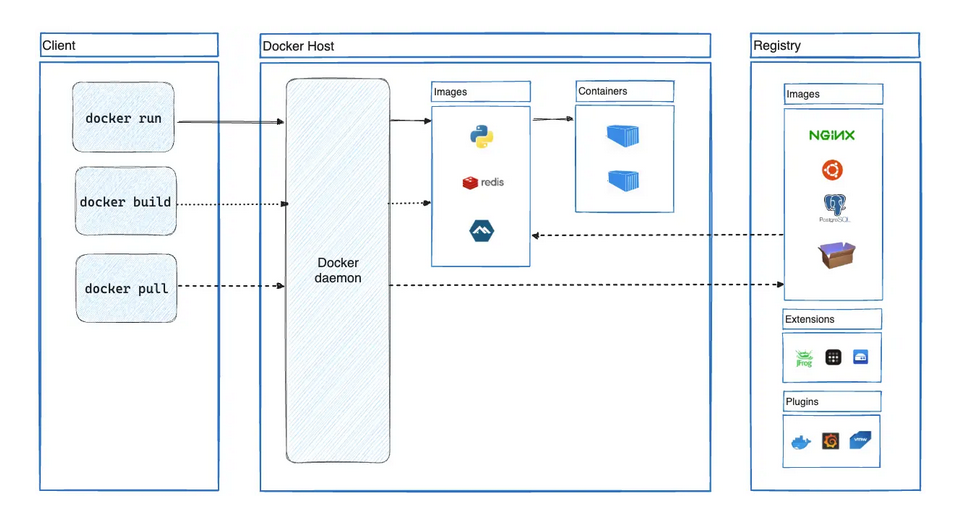 Client
docker run
docker build
docker pull
Docker Host
Docker
daemon
Images
redis
Containers
Registry
Images
NGINX
PostgreSQL
Extensions
JFrog
Plugins
vmw